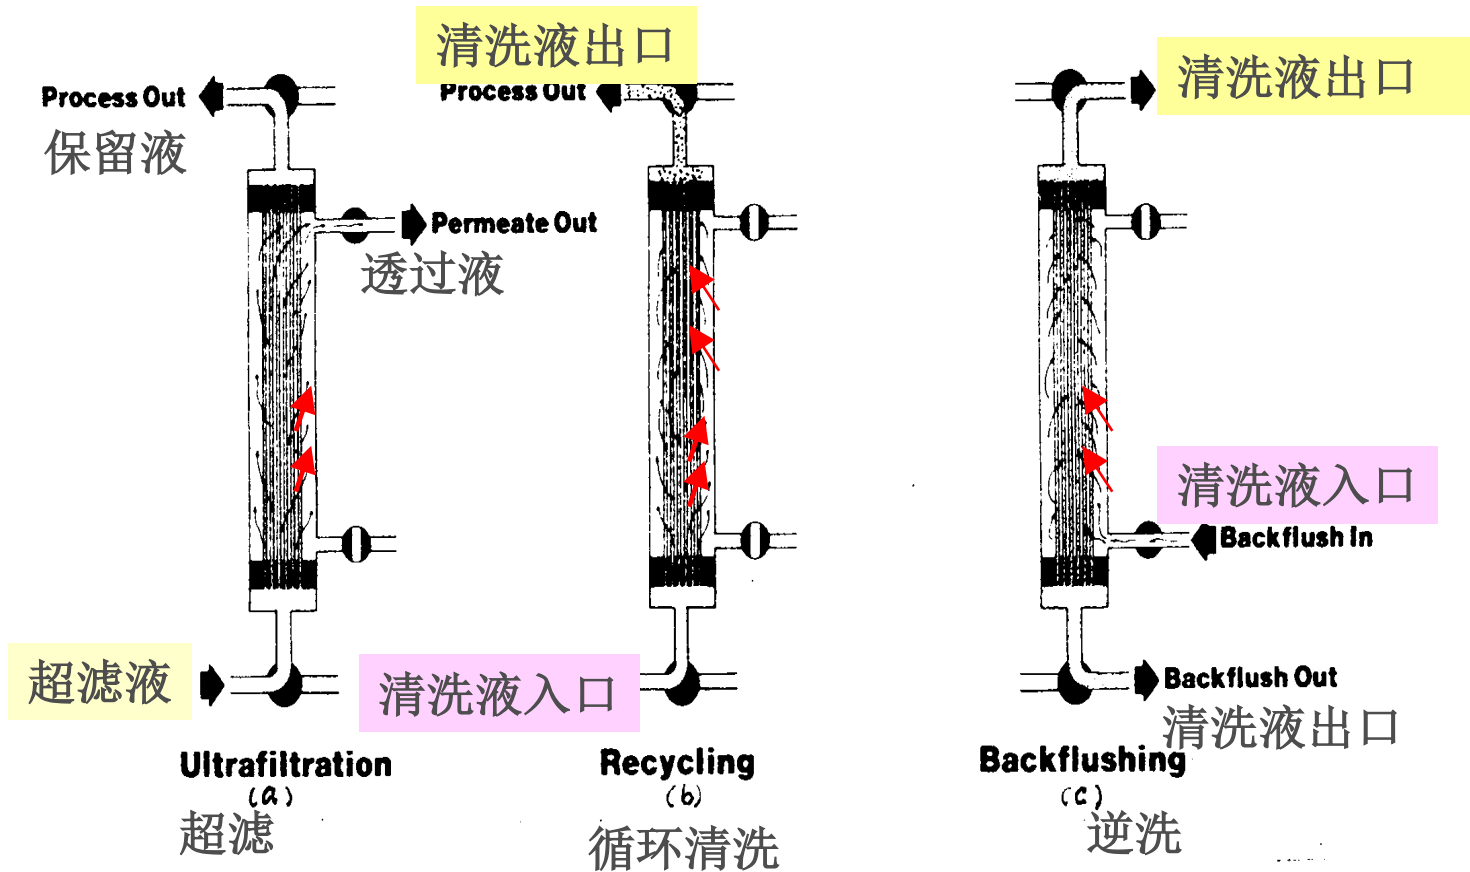 清洗液出口
Process Out
保留液
Process Out
清洗液出口
Permeate Out
透过液
清洗液入口
Backflush In
超滤液
清洗液入口
Backflush Out
清洗液出口
Ultrafiltration
(a)
超滤
Recycling
(b)
循环清洗
Backflushing
(c)
逆洗